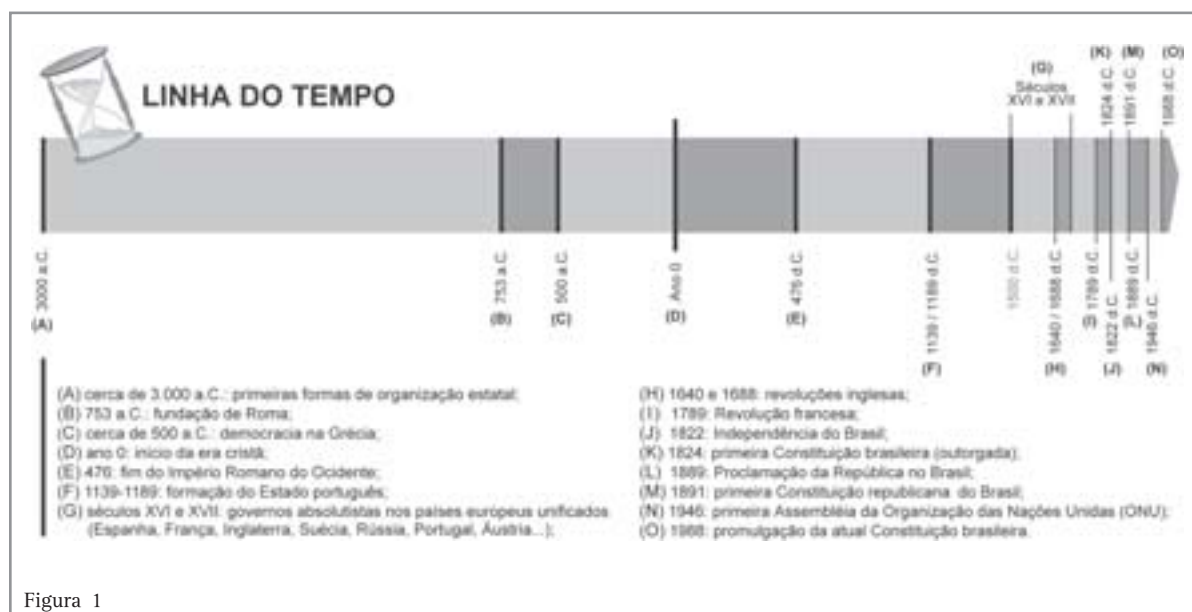 LINHA DO TEMPO
(G)
Séculos
XVI e XVII
(K)
1824 d.C.
(M)
1891 d.C.
(O)
1988 d.C.
3000 a.C.
(A)
753 a.C.
(B)
500 a.C.
(C)
Ano 0
(D)
476 d.C.
(E)
1139 / 1189 d.C.
(F)
1500 d.C.
1640 / 1688 d.C.
(H)
1789 d.C.
(I)
1822 d.C.
(J)
1889 d.C.
(L)
1946 d.C.
(N)
(A) cerca de 3.000 a.C.: primeiras formas de organização estatal;
(B) 753 a.C.: fundação de Roma;
(C) cerca de 500 a.C.: democracia na Grécia;
(D) ano 0: início da era cristã;
(E) 476: fim do Império Romano do Ocidente;
(F) 1139-1189: formação do Estado português;
(G) séculos XVI e XVII: governos absolutistas nos países europeus unificados
(Espanha, França, Inglaterra, Suécia, Rússia, Portugal, Áustria...);
(H) 1640 e 1688: revoluções inglesas;
(I) 1789: Revolução francesa;
(J) 1822: Independência do Brasil;
(K) 1824: primeira Constituição brasileira (outorgada);
(L) 1889: Proclamação da República no Brasil;
(M) 1891: primeira Constituição republicana do Brasil;
(N) 1946: primeira Assembléia da Organização das Nações Unidas (ONU);
(O) 1988: promulgação da atual Constituição brasileira.
Figura 1